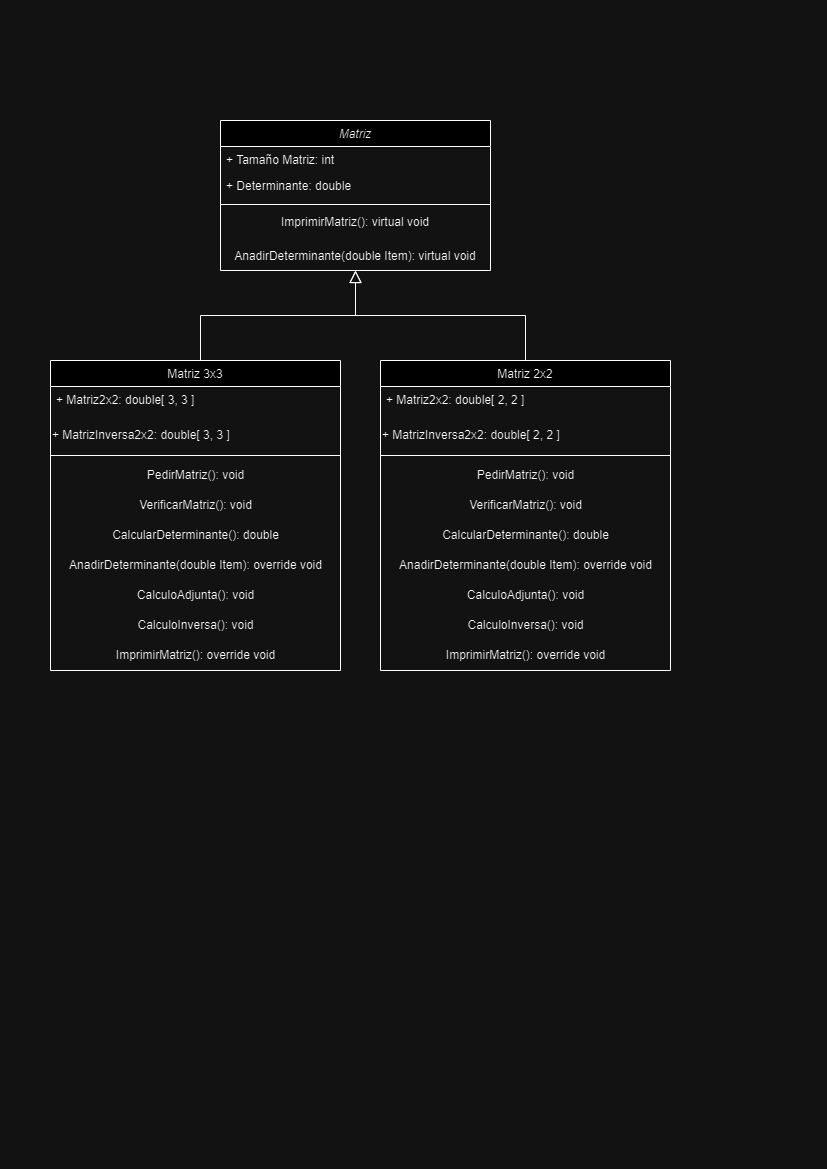 Matriz
+ Tamaño Matriz: int
+ Determinante: double
ImprimirMatriz(): virtual void
AnadirDeterminante(double Item): virtual void
Matriz 3x3
+ Matriz2x2: double[ 3, 3 ]
+ MatrizInversa2x2: double[ 3, 3 ]
PedirMatriz(): void
VerificarMatriz(): void
CalcularDeterminante(): double
AnadirDeterminante(double Item): override void
CalculoAdjunta(): void
CalculoInversa(): void
ImprimirMatriz(): override void
Matriz 2x2
+ Matriz2x2: double[ 2, 2 ]
+ MatrizInversa2x2: double[ 2, 2 ]
PedirMatriz(): void
VerificarMatriz(): void
CalcularDeterminante(): double
AnadirDeterminante(double Item): override void
CalculoAdjunta(): void
CalculoInversa(): void
ImprimirMatriz(): override void